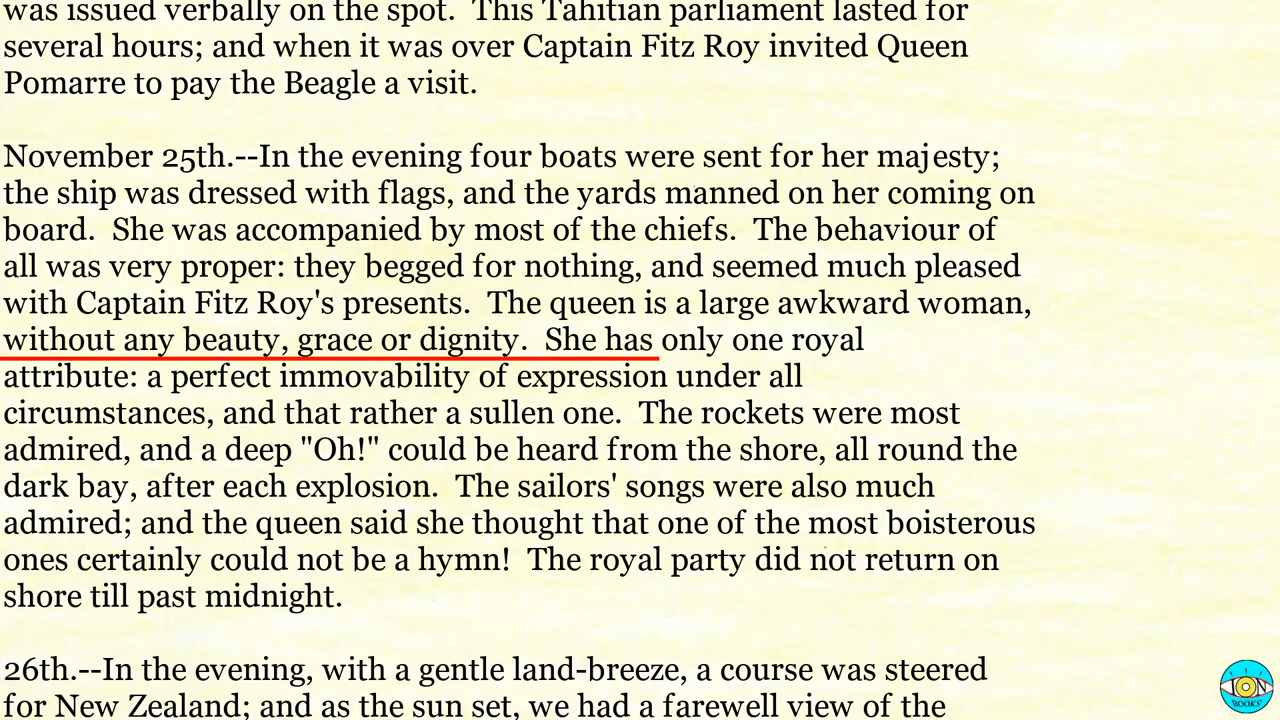 was issued verbally on the spot.  This Tahitian parliament lasted for
several hours; and when it was over Captain Fitz Roy invited Queen
Pomarre to pay the Beagle a visit.
November 25th.--In the evening four boats were sent for her majesty;
the ship was dressed with flags, and the yards manned on her coming on
board.  She was accompanied by most of the chiefs.  The behaviour of
all was very proper: they begged for nothing, and seemed much pleased
with Captain Fitz Roy's presents.  The queen is a large awkward woman,
without any beauty, grace or dignity.  She has only one royal
attribute: a perfect immovability of expression under all
circumstances, and that rather a sullen one.  The rockets were most
admired, and a deep "Oh!" could be heard from the shore, all round the
dark bay, after each explosion.  The sailors' songs were also much
admired; and the queen said she thought that one of the most boisterous
ones certainly could not be a hymn!  The royal party did not return on
shore till past midnight.
26th.--In the evening, with a gentle land-breeze, a course was steered
for New Zealand; and as the sun set, we had a farewell view of the
ION
BOOKS